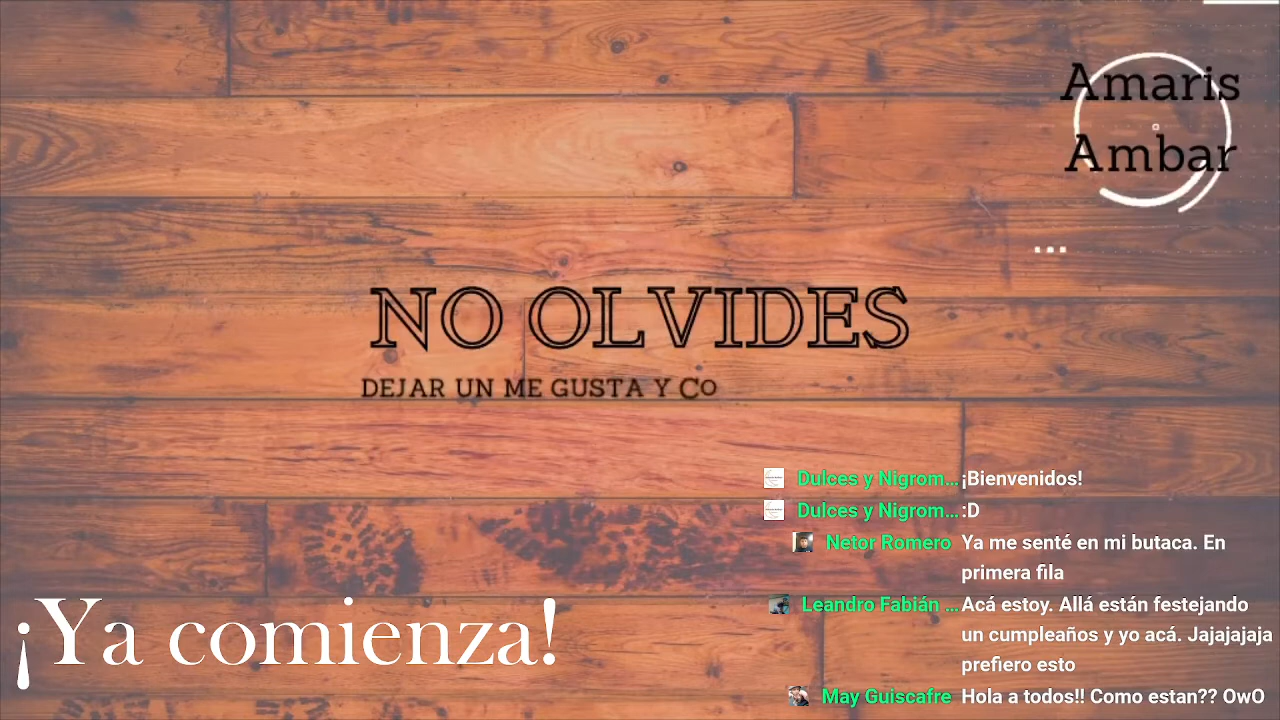 Amaris
Ambar
NO OLVIDES
DEJAR UN ME GUSTA Y CO
Dulces y Nigrom... ¡Bienvenidos!
Dulces y Nigrom... :D
Netor Romero Ya me senté en mi butaca. En
primera fila
Leandro Fabián ... Acá estoy. Allá están festejando
un cumpleaños y yo acá. Jajajajaja
prefiero esto
May Guiscafre Hola a todos!! Como estan?? OwO
¡Ya comienza!